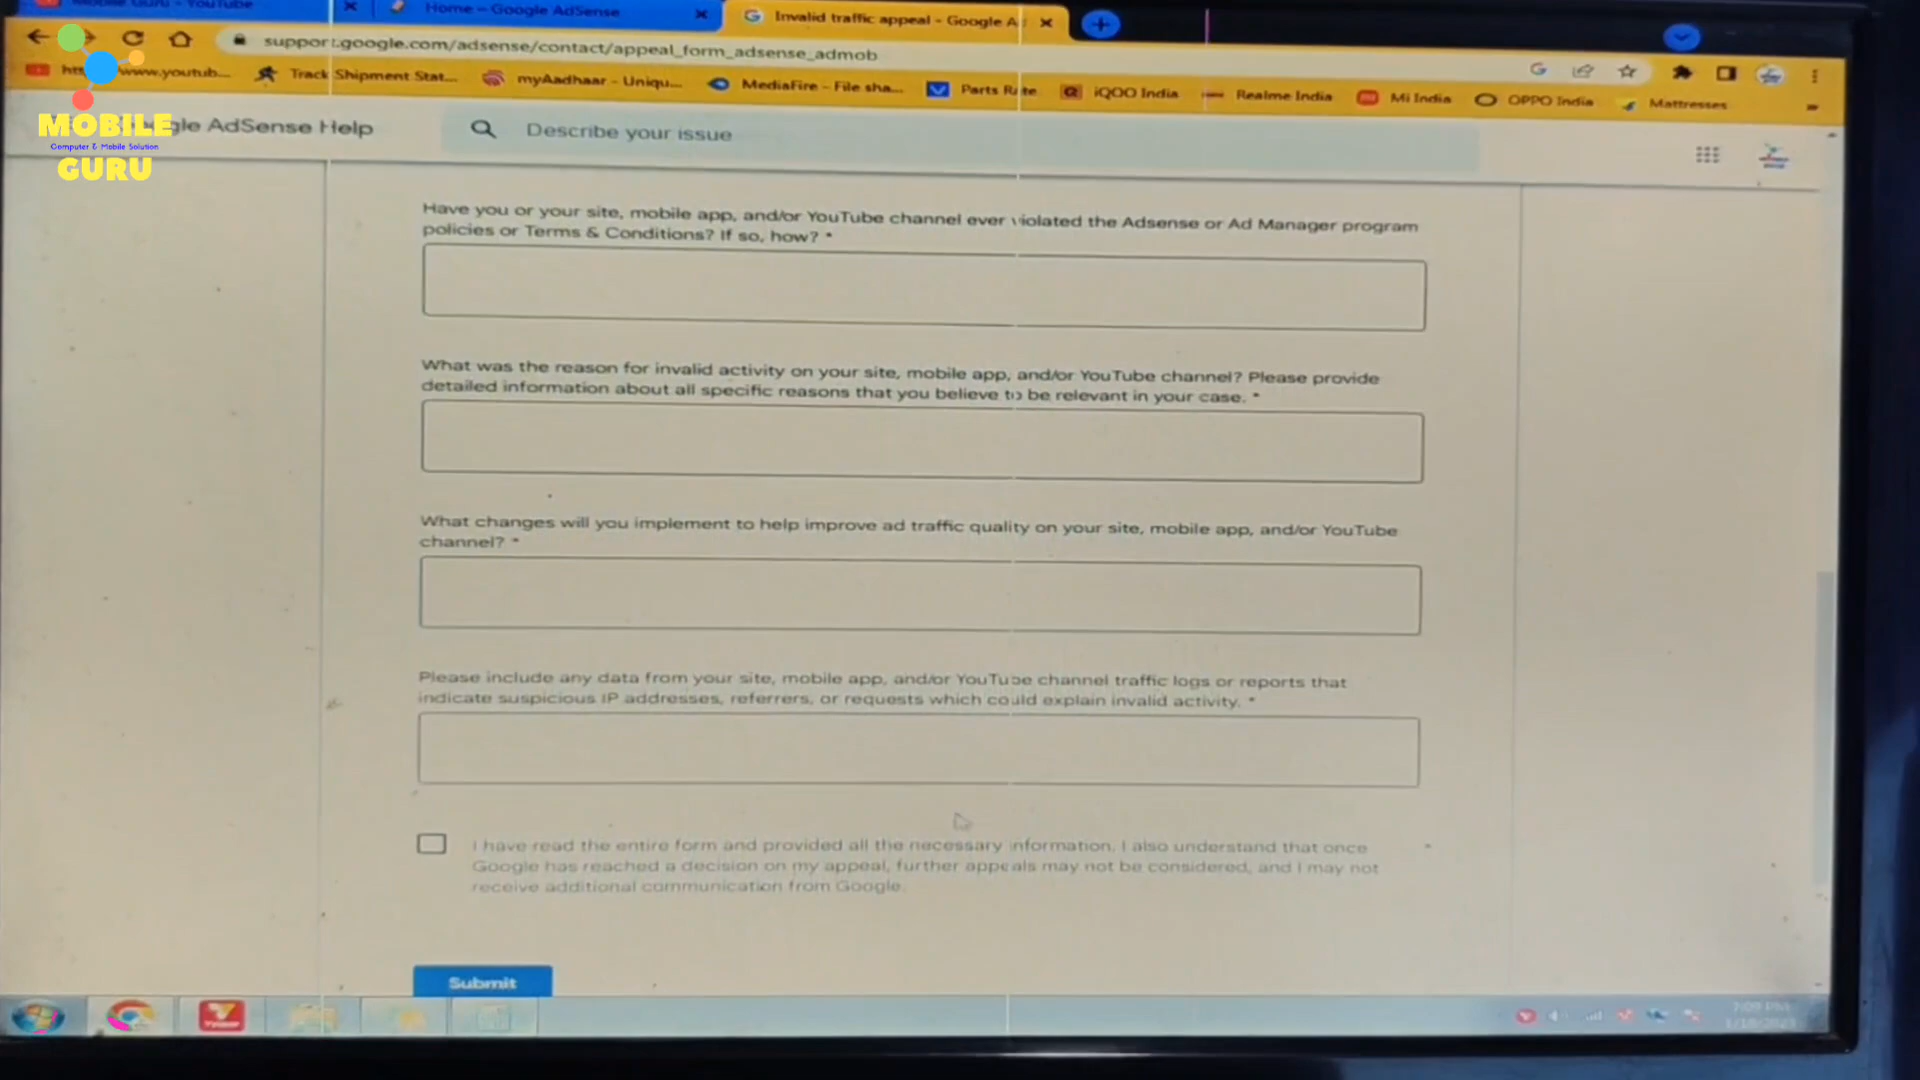 YouTube
Home – Google AdSense
Invalid traffic appeal - Google A
support.google.com/adsense/contact/appeal_form_adsense_admob
www.youtub...
Track Shipment Stat...
myAadhaar - Uniqu...
MediaFire - File sha...
Parts Rate
iQOO India
Realme India
Mi India
OPPO India
Mattresses
MOBILE
Computer & Mobile Solution
GURU
gle AdSense Help
Describe your issue
Have you or your site, mobile app, and/or YouTube channel ever violated the Adsense or Ad Manager program
policies or Terms & Conditions? If so, how? *
What was the reason for invalid activity on your site, mobile app, and/or YouTube channel? Please provide
detailed information about all specific reasons that you believe to be relevant in your case. *
What changes will you implement to help improve ad traffic quality on your site, mobile app, and/or YouTube
channel? *
Please include any data from your site, mobile app, and/or YouTube channel traffic logs or reports that
indicate suspicious IP addresses, referrers, or requests which could explain invalid activity. *
I have read the entire form and provided all the necessary information. I also understand that once *
Google has reached a decision on my appeal, further appeals may not be considered, and I may not
receive additional communication from Google.
Submit
7:09 PM